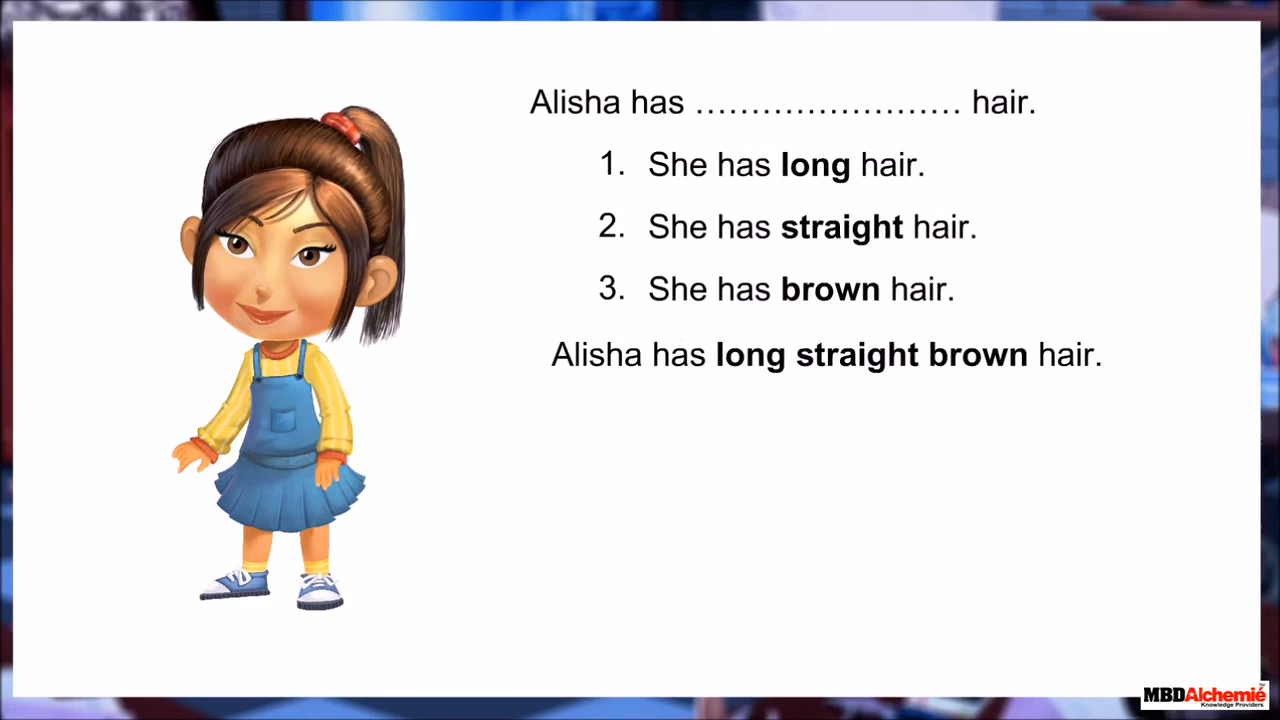 Alisha has …………………… hair.
1. She has long hair.
2. She has straight hair.
3. She has brown hair.
Alisha has long straight brown hair.
MBDAlchemié™
Knowledge Providers